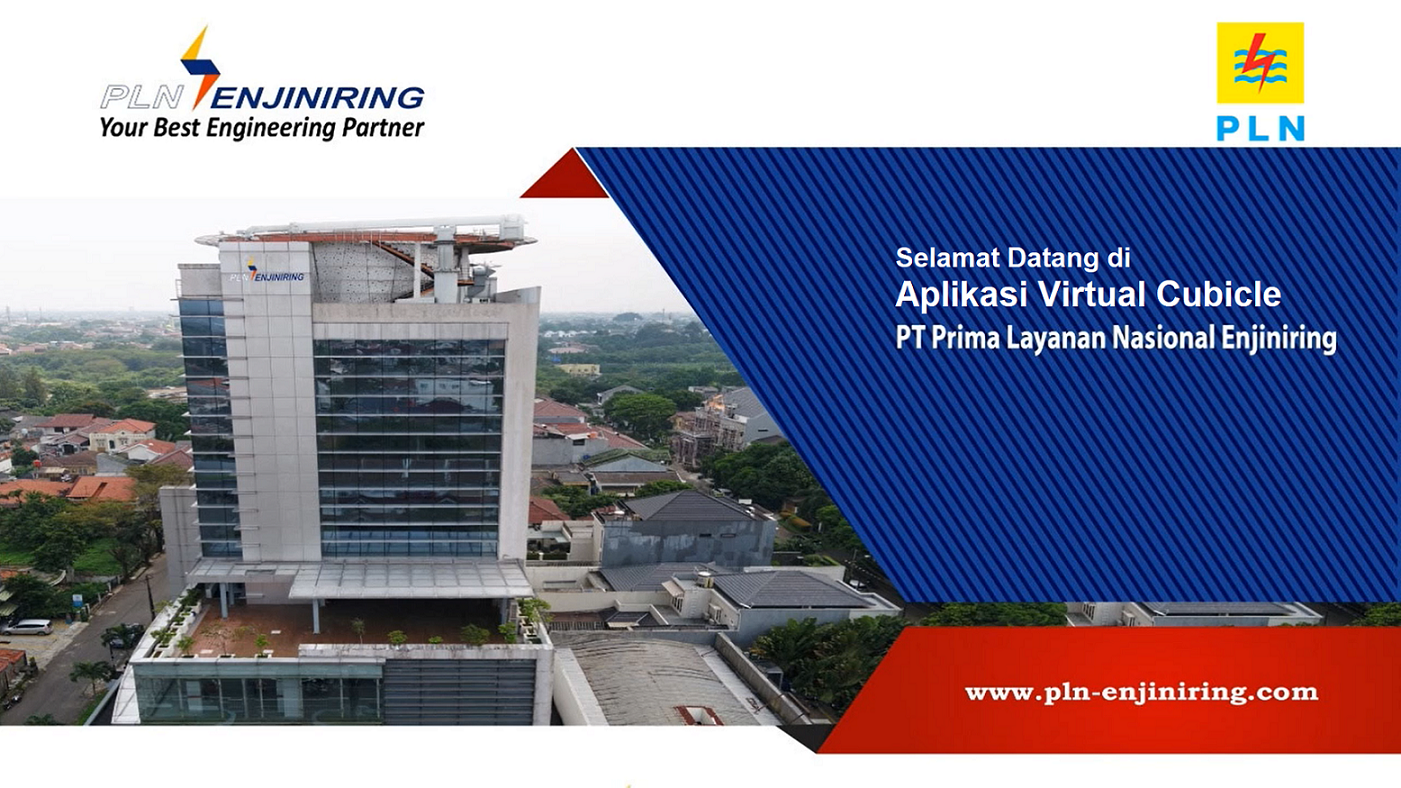 PLN ENJINIRING
Your Best Engineering Partner
PLN
PLN ENJINIRING
Selamat Datang di
Aplikasi Virtual Cubicle
PT Prima Layanan Nasional Enjiniring
www.pln-enjiniring.com